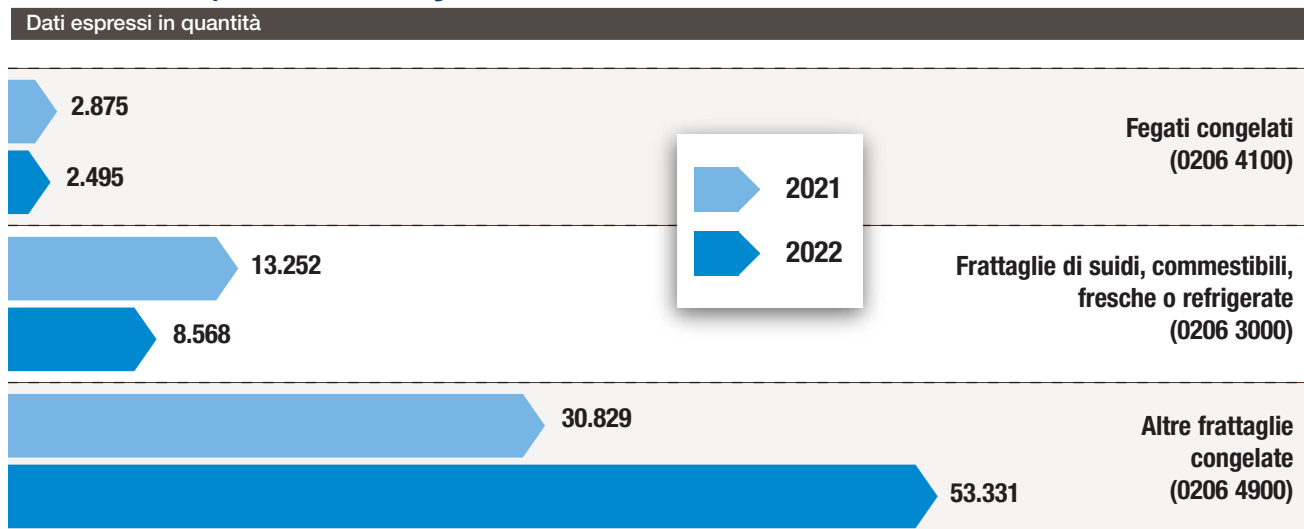 Dati espressi in quantità
2.875
2.495
Fegati congelati
(0206 4100)
2021
2022
13.252
8.568
Frattaglie di suidi, commestibili,
fresche o refrigerate
(0206 3000)
30.829
53.331
Altre frattaglie
congelate
(0206 4900)